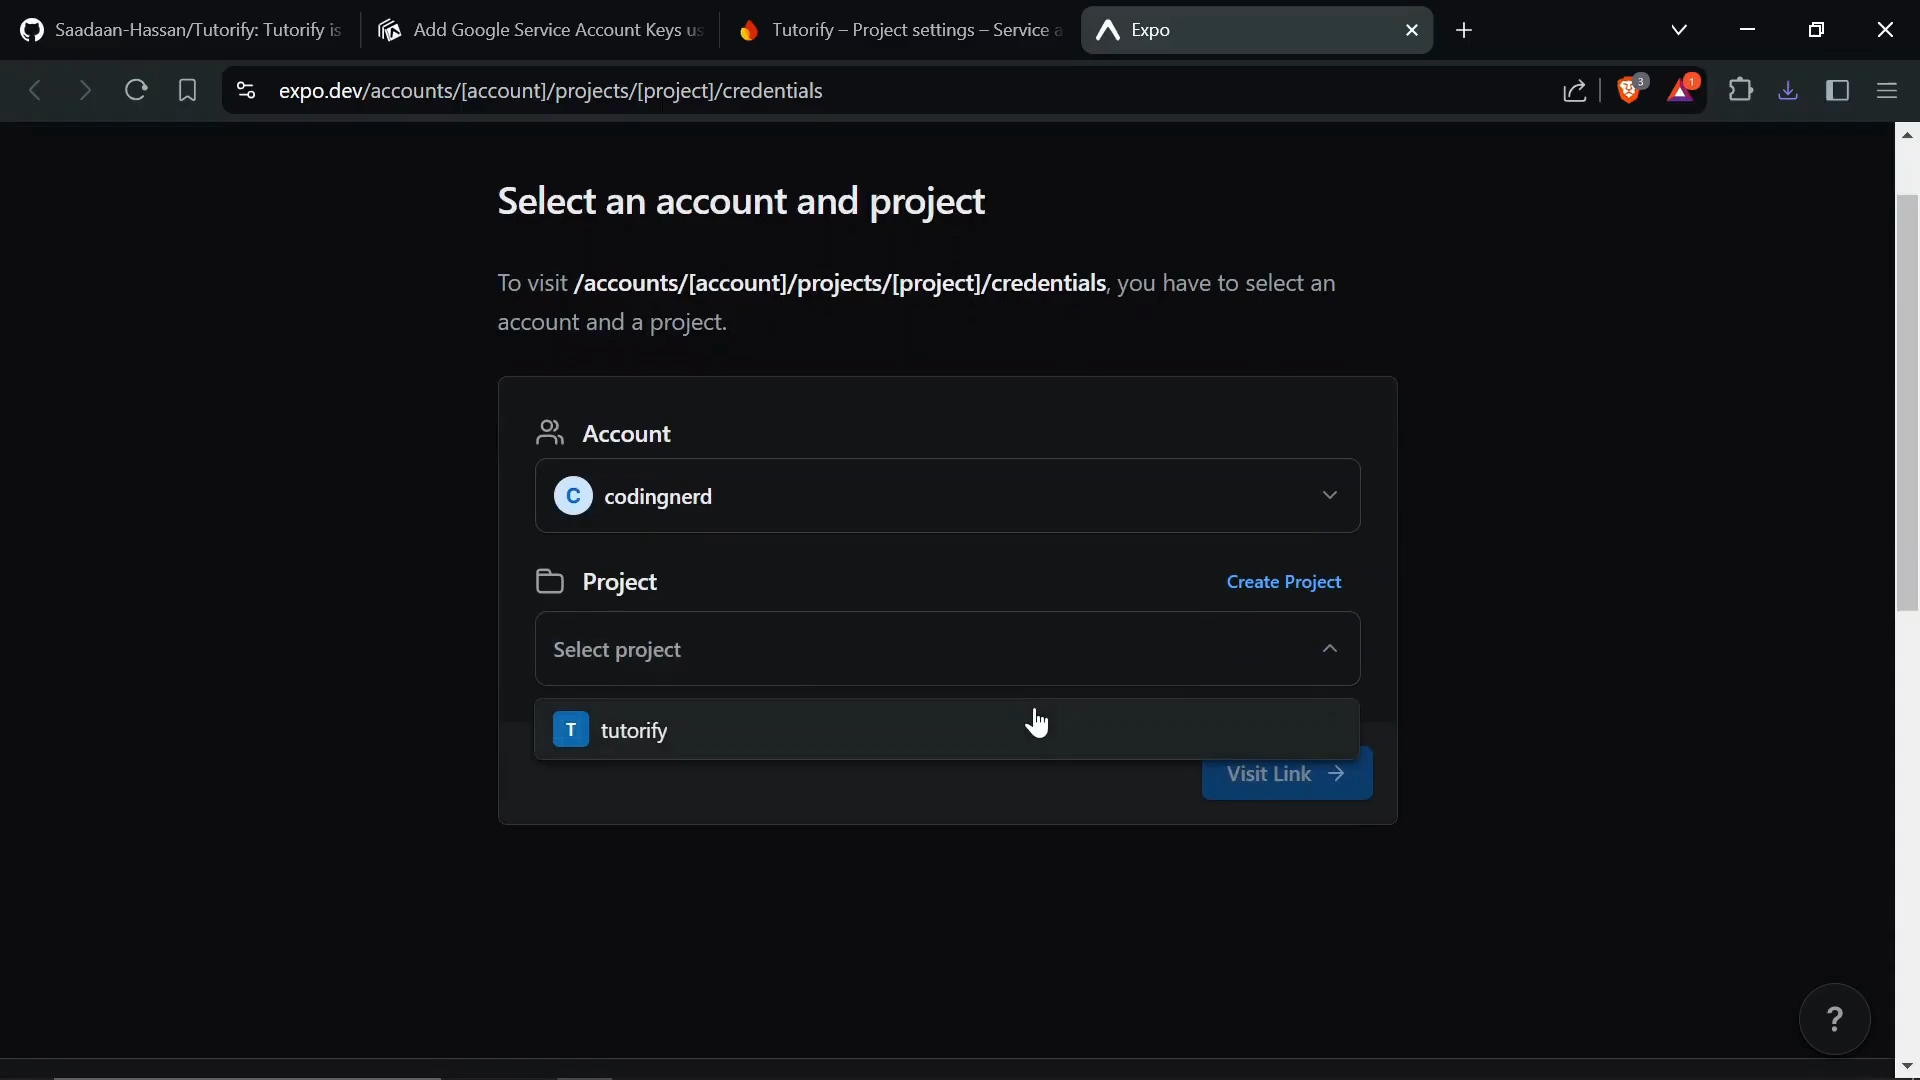 Saadaan-Hassan/Tutorify: Tutorify is
Add Google Service Account Keys us
Tutorify – Project settings – Service a
Expo
expo.dev/accounts/[account]/projects/[project]/credentials
3
1
Select an account and project
To visit /accounts/[account]/projects/[project]/credentials, you have to select an
account and a project.
Account
C codingnerd
Project
Create Project
Select project
T tutorify
Visit Link
?